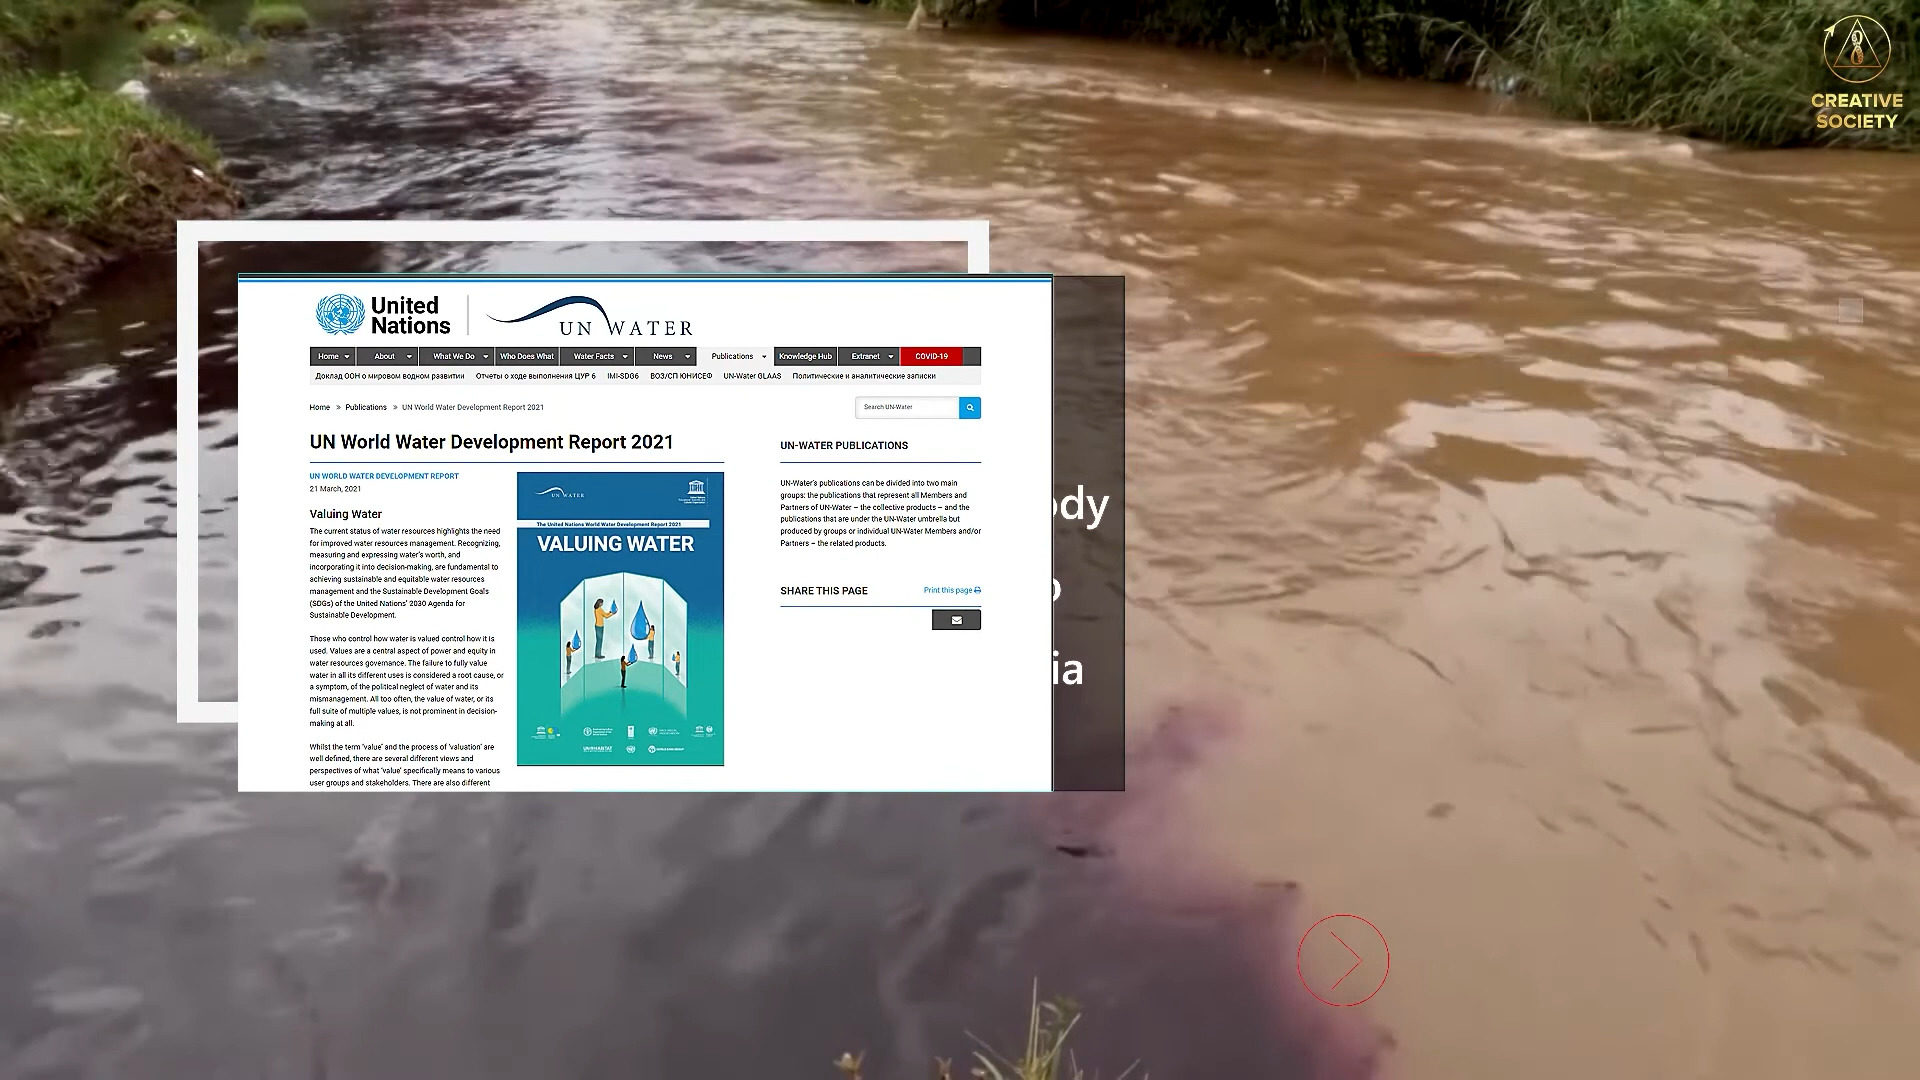 CREATIVE
SOCIETY
United
Nations
UN WATER
Home
About
What We Do
Who Does What
Water Facts
News
Publications
Knowledge Hub
Extranet
COVID-19
Доклад ООН о мировом водном развитии
Отчеты о ходе выполнения ЦУР 6
IMI-SDG6
ВОЗ/СП ЮНИСЕФ
UN-Water GLAAS
Политические и аналитические записки
Home » Publications » UN World Water Development Report 2021
Search UN-Water
UN World Water Development Report 2021
UN WORLD WATER DEVELOPMENT REPORT
21 March, 2021
Valuing Water
The current status of water resources highlights the need
for improved water resources management. Recognizing,
measuring and expressing water's worth, and
incorporating it into decision-making, are fundamental to
achieving sustainable and equitable water resources
management and the Sustainable Development Goals
(SDGs) of the United Nations' 2030 Agenda for
Sustainable Development.
Those who control how water is valued control how it is
used. Values are a central aspect of power and equity in
water resources governance. The failure to fully value
water in all its different uses is considered a root cause, or
a symptom, of the political neglect of water and its
mismanagement. All too often, the value of water, or its
full suite of multiple values, is not prominent in decision-
making at all.
Whilst the term 'value' and the process of 'valuation' are
well defined, there are several different views and
perspectives of what 'value' specifically means to various
user groups and stakeholders. There are also different
UN WATER
The United Nations World Water Development Report 2021
VALUING WATER
UN-WATER PUBLICATIONS
UN-Water's publications can be divided into two main
groups: the publications that represent all Members and
Partners of UN-Water – the collective products – and the
publications that are under the UN-Water umbrella but
produced by groups or individual UN-Water Members and/or
Partners – the related products.
SHARE THIS PAGE
Print this page
dy
ia